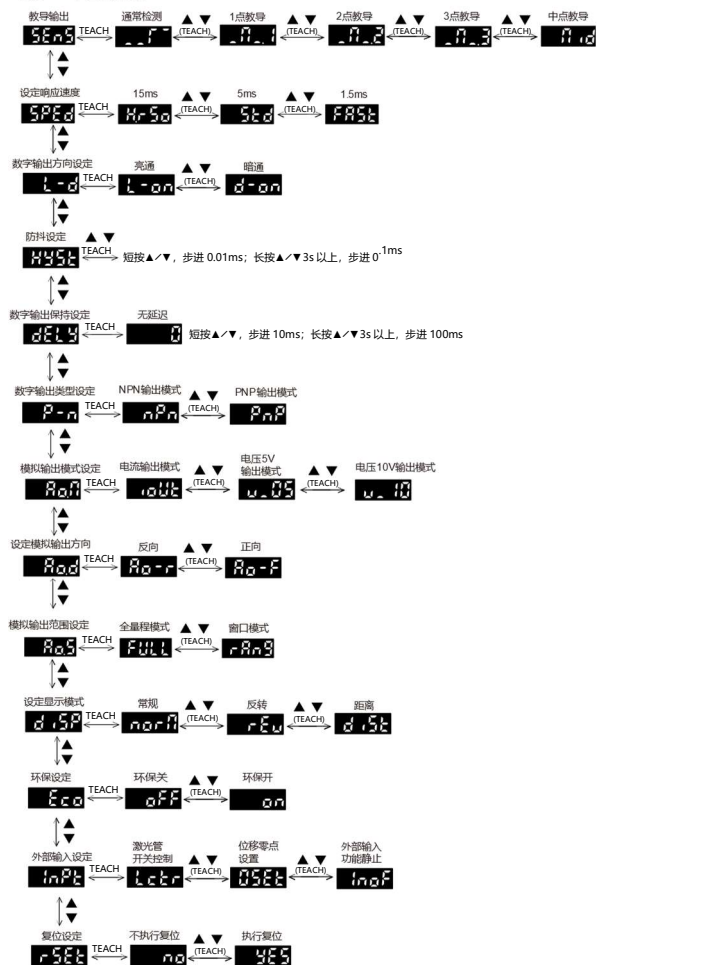 教导输出 通常检测 1点教导 2点教导 3点教导 中点教导
SEnS TEACH ▲ ▼ (TEACH) ▲ ▼ (TEACH) ▲ ▼ (TEACH) ▲ ▼ (TEACH)
▲
▼
设定响应速度 15ms 5ms 1.5ms
SPEd TEACH HrSo ▲ ▼ (TEACH) Std ▲ ▼ (TEACH) FASt
▲
▼
数字输出方向设定 亮通 暗通
L-d TEACH L-on ▲ ▼ (TEACH) d-on
▲
▼
防抖设定 ▲ ▼
HYSt TEACH 短按▲/▼，步进 0.01ms；长按▲/▼3s以上，步进 0.1ms
▲
▼
数字输出保持设定 无延迟
dELY TEACH 0 短按▲/▼，步进 10ms；长按▲/▼3s以上，步进 100ms
▲
▼
数字输出类型设定 NPN输出模式 PNP输出模式
P-n TEACH nPn ▲ ▼ (TEACH) PnP
▲
▼
模拟输出模式设定 电流输出模式 电压5V 输出模式 电压10V输出模式
AoM TEACH ioUt ▲ ▼ (TEACH) v_05 ▲ ▼ (TEACH) v_10
▲
▼
设定模拟输出方向 反向 正向
Ao.d TEACH Ao-r ▲ ▼ (TEACH) Ao-F
▲
▼
模拟输出范围设定 全量程模式 窗口模式
Ao.S TEACH FULL ▲ ▼ (TEACH) rAng
▲
▼
设定显示模式 常规 反转 距离
diSP TEACH norM ▲ ▼ (TEACH) rEv ▲ ▼ (TEACH) diSt
▲
▼
环保设定 环保关 环保开
Eco TEACH oFF ▲ ▼ (TEACH) on
▲
▼
外部输入设定 激光管 开关控制 位移零点 设置 外部输入 功能静止
InPt TEACH Lctr ▲ ▼ (TEACH) 0SEt ▲ ▼ (TEACH) InoF
▲
▼
复位设定 不执行复位 执行复位
rSEt TEACH no ▲ ▼ (TEACH) YES